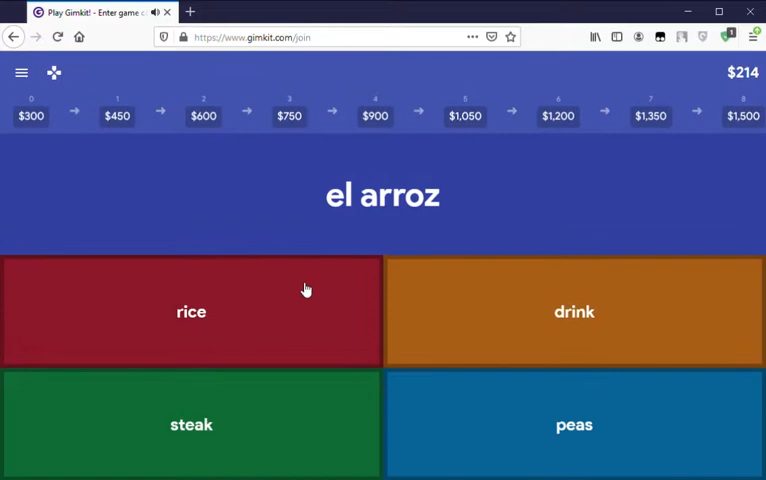 Play Gimkit! - Enter game c
https://www.gimkit.com/join
1
$214
0 1 2 3 4 5 6 7 8
$300 $450 $600 $750 $900 $1,050 $1,200 $1,350 $1,500
el arroz
rice drink
steak peas